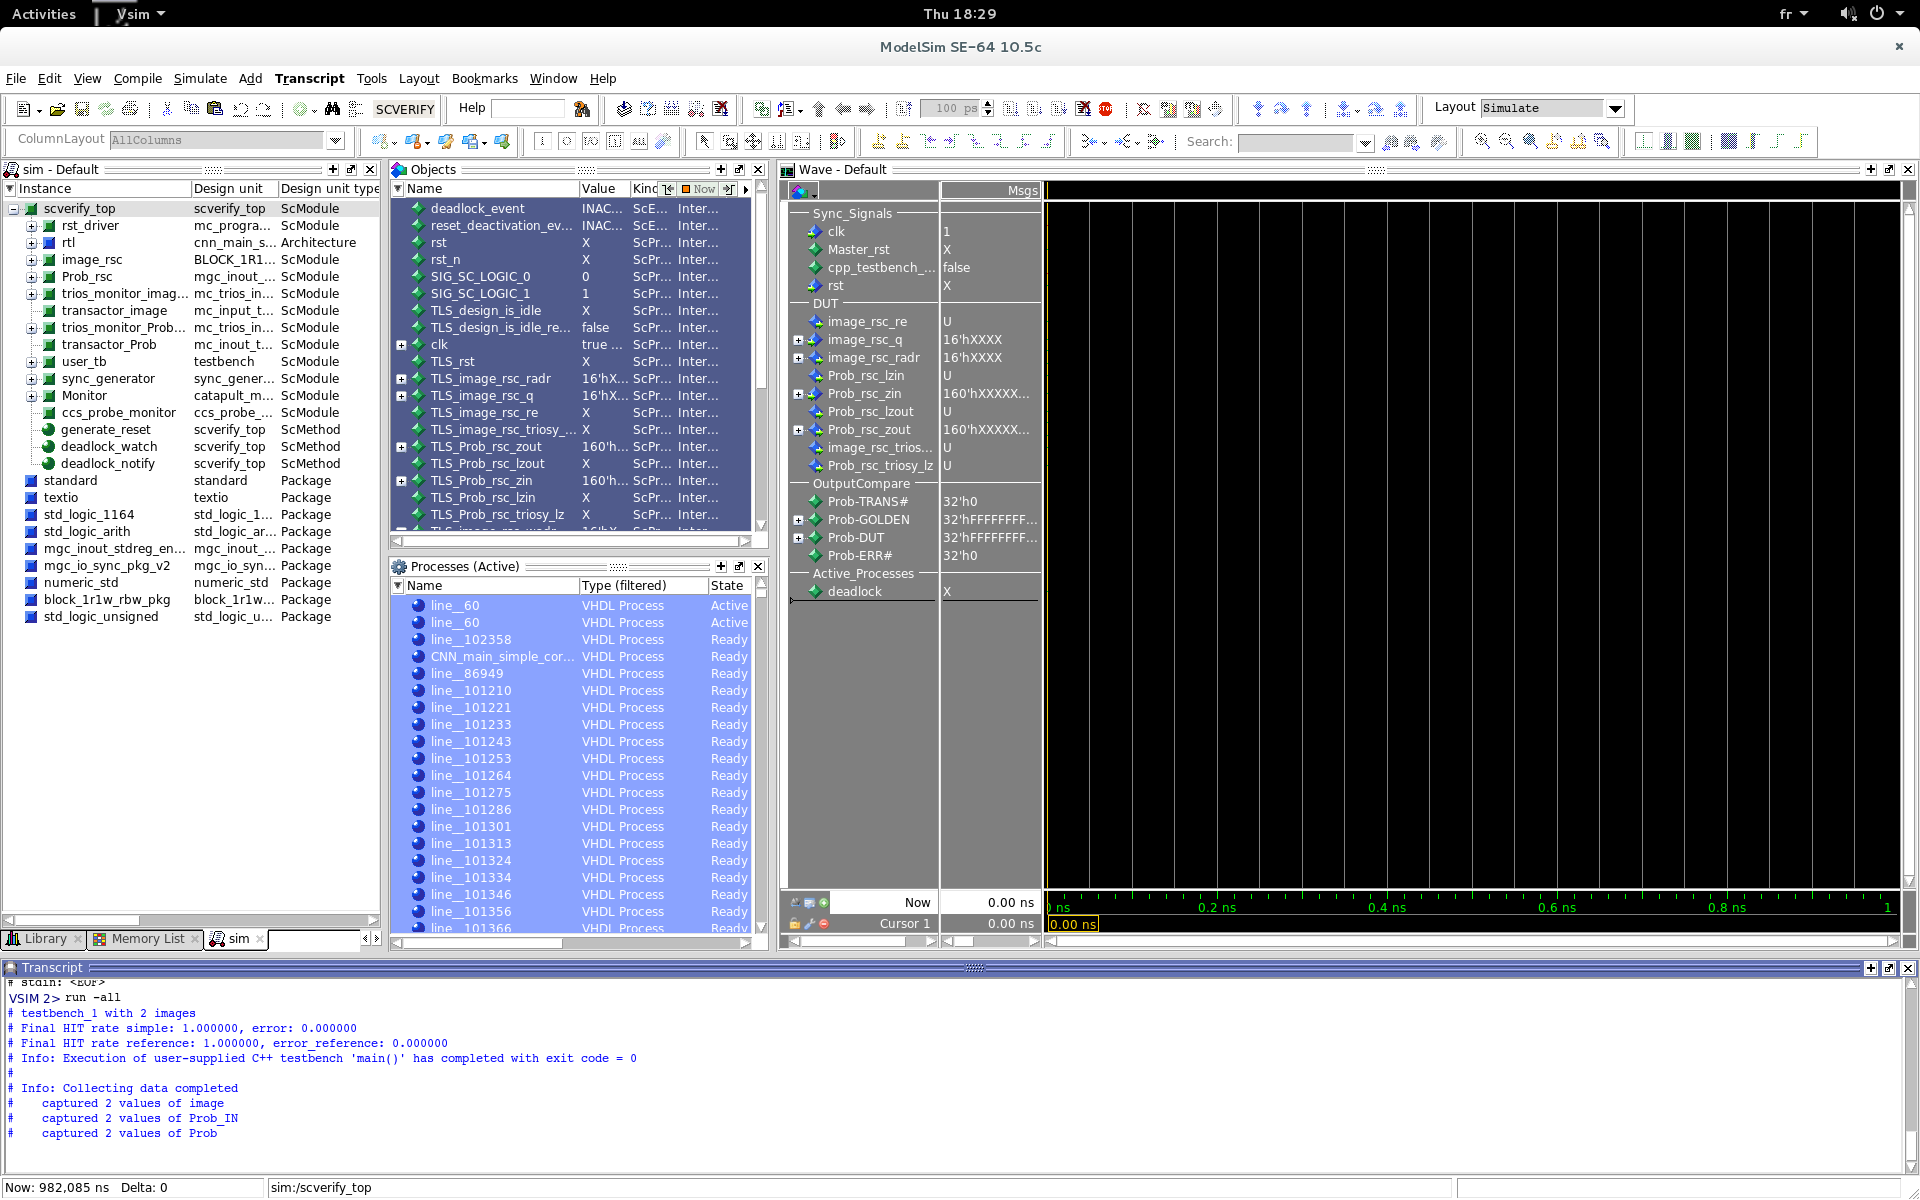 Activities Vsim Thu 18:29 fr
ModelSim SE-64 10.5c
File Edit View Compile Simulate Add Transcript Tools Layout Bookmarks Window Help
SCVERIFY Help 100 ps Layout Simulate
ColumnLayout AllColumns Search:
sim - Default
Instance Design unit Design unit type
scverify_top scverify_top ScModule
rst_driver mc_progra... ScModule
rtl cnn_main_s... Architecture
image_rsc BLOCK_1R1... ScModule
Prob_rsc mgc_inout_... ScModule
trios_monitor_imag... mc_trios_in... ScModule
transactor_image mc_input_t... ScModule
trios_monitor_Prob... mc_trios_in... ScModule
transactor_Prob mc_inout_t... ScModule
user_tb testbench ScModule
sync_generator sync_gener... ScModule
Monitor catapult_m... ScModule
ccs_probe_monitor ccs_probe_... ScModule
generate_reset scverify_top ScMethod
deadlock_watch scverify_top ScMethod
deadlock_notify scverify_top ScMethod
standard standard Package
textio textio Package
std_logic_1164 std_logic_1... Package
std_logic_arith std_logic_ar... Package
mgc_inout_stdreg_en... mgc_inout_... Package
mgc_io_sync_pkg_v2 mgc_io_syn... Package
numeric_std numeric_std Package
block_1r1w_rbw_pkg block_1r1w... Package
std_logic_unsigned std_logic_u... Package
Library Memory List sim
Objects
Name Value Kind Now
deadlock_event INAC... ScE... Inter...
reset_deactivation_ev... INAC... ScE... Inter...
rst X ScPr... Inter...
rst_n X ScPr... Inter...
SIG_SC_LOGIC_0 0 ScPr... Inter...
SIG_SC_LOGIC_1 1 ScPr... Inter...
TLS_design_is_idle X ScPr... Inter...
TLS_design_is_idle_re... false ScPr... Inter...
clk true ... ScPr... Inter...
TLS_rst X ScPr... Inter...
TLS_image_rsc_radr 16'hX... ScPr... Inter...
TLS_image_rsc_q 16'hX... ScPr... Inter...
TLS_image_rsc_re X ScPr... Inter...
TLS_image_rsc_triosy_... X ScPr... Inter...
TLS_Prob_rsc_zout 160'h... ScPr... Inter...
TLS_Prob_rsc_lzout X ScPr... Inter...
TLS_Prob_rsc_zin 160'h... ScPr... Inter...
TLS_Prob_rsc_lzin X ScPr... Inter...
TLS_Prob_rsc_triosy_lz X ScPr... Inter...
Processes (Active)
Name Type (filtered) State
line__60 VHDL Process Active
line__60 VHDL Process Active
line__102358 VHDL Process Ready
CNN_main_simple_cor... VHDL Process Ready
line__86949 VHDL Process Ready
line__101210 VHDL Process Ready
line__101221 VHDL Process Ready
line__101233 VHDL Process Ready
line__101243 VHDL Process Ready
line__101253 VHDL Process Ready
line__101264 VHDL Process Ready
line__101275 VHDL Process Ready
line__101286 VHDL Process Ready
line__101301 VHDL Process Ready
line__101313 VHDL Process Ready
line__101324 VHDL Process Ready
line__101334 VHDL Process Ready
line__101346 VHDL Process Ready
line__101356 VHDL Process Ready
line__101366 VHDL Process Ready
Wave - Default
Msgs
Sync_Signals
clk 1
Master_rst X
cpp_testbench_... false
rst X
DUT
image_rsc_re U
image_rsc_q 16'hXXXX
image_rsc_radr 16'hXXXX
Prob_rsc_lzin U
Prob_rsc_zin 160'hXXXXX...
Prob_rsc_lzout U
Prob_rsc_zout 160'hXXXXX...
image_rsc_trios... U
Prob_rsc_triosy_lz U
OutputCompare
Prob-TRANS# 32'h0
Prob-GOLDEN 32'hFFFFFFFF...
Prob-DUT 32'hFFFFFFFF...
Prob-ERR# 32'h0
Active_Processes
deadlock X
Now 0.00 ns
Cursor 1 0.00 ns
ns 0.2 ns 0.4 ns 0.6 ns 0.8 ns 1
0.00 ns
Transcript
# stdin: <EOF>
VSIM 2> run -all
# testbench_1 with 2 images
# Final HIT rate simple: 1.000000, error: 0.000000
# Final HIT rate reference: 1.000000, error_reference: 0.000000
# Info: Execution of user-supplied C++ testbench 'main()' has completed with exit code = 0
#
# Info: Collecting data completed
# captured 2 values of image
# captured 2 values of Prob_IN
# captured 2 values of Prob
Now: 982,085 ns Delta: 0 sim:/scverify_top